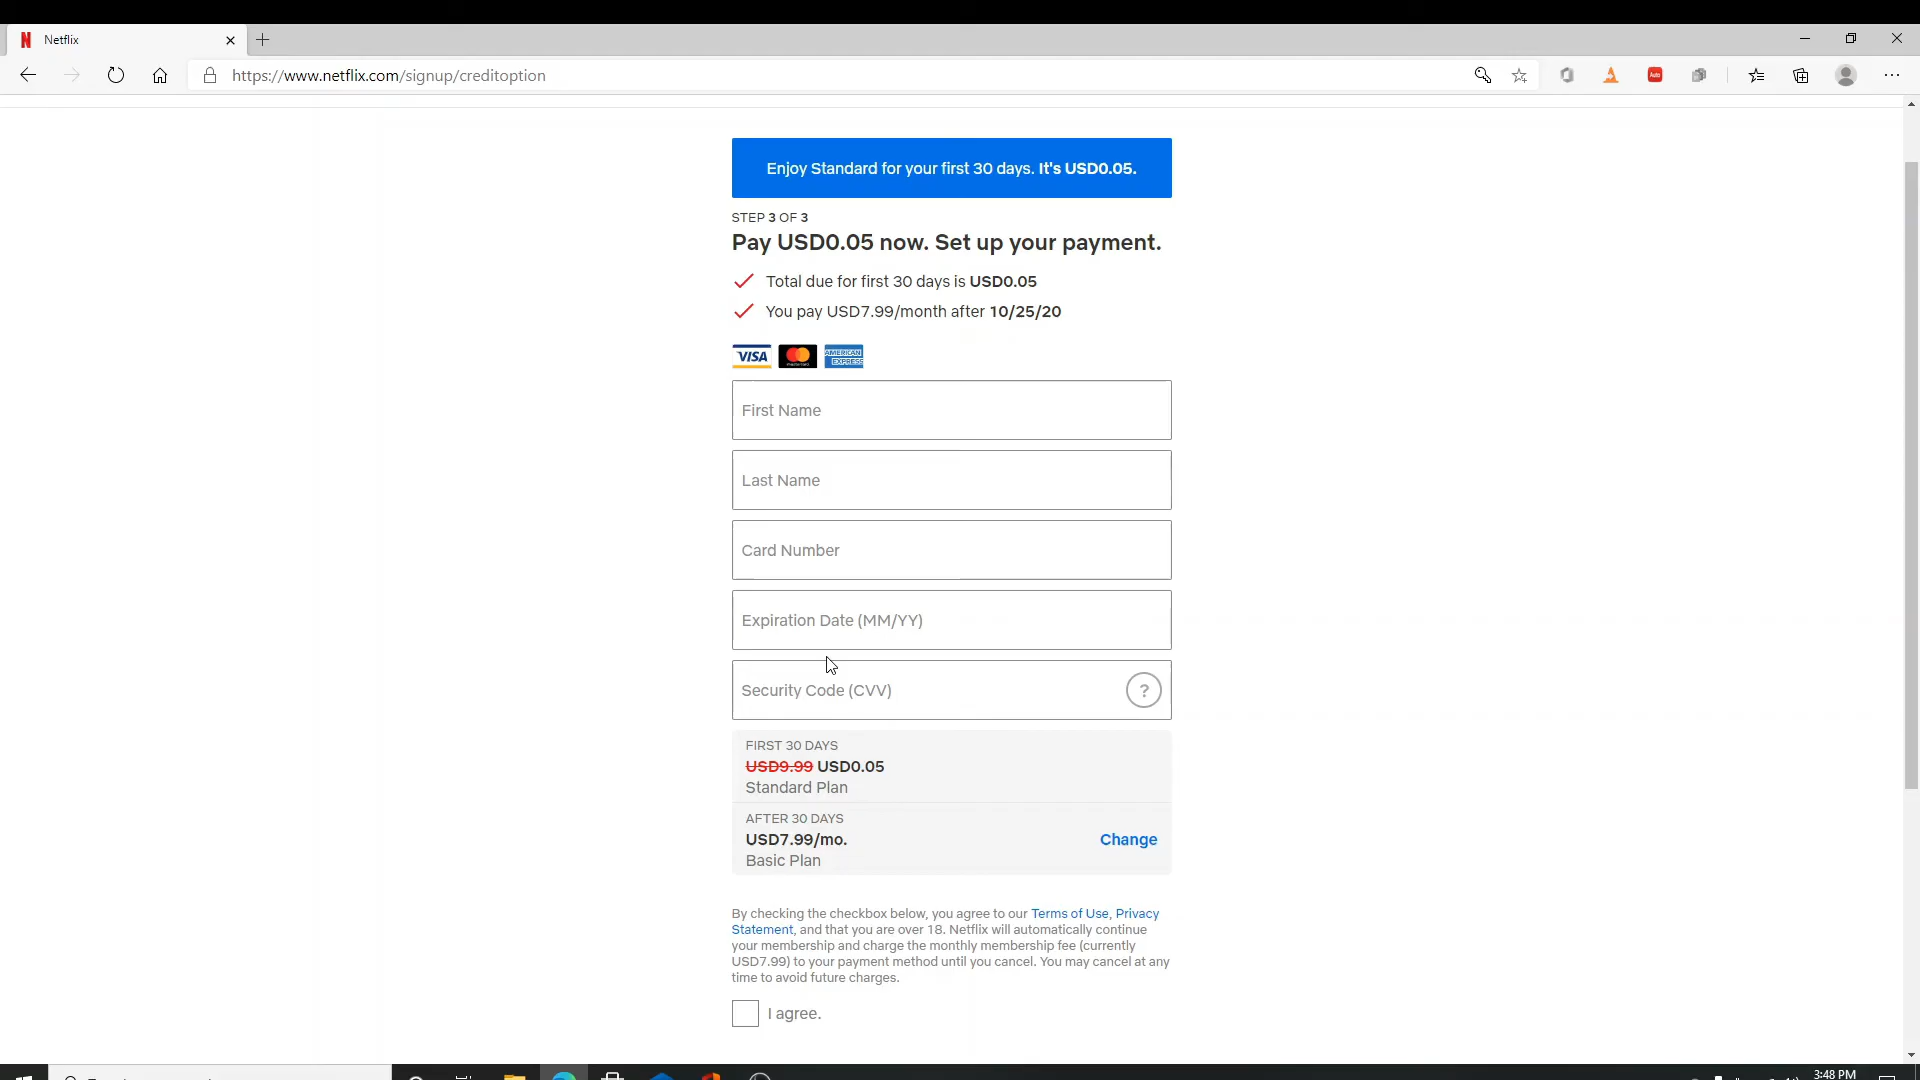 Netflix
https://www.netflix.com/signup/creditoption
Enjoy Standard for your first 30 days. It's USD0.05.
STEP 3 OF 3
Pay USD0.05 now. Set up your payment.
Total due for first 30 days is USD0.05
You pay USD7.99/month after 10/25/20
VISA mastercard AMERICAN EXPRESS
First Name
Last Name
Card Number
Expiration Date (MM/YY)
Security Code (CVV) ?
FIRST 30 DAYS
USD9.99 USD0.05
Standard Plan
AFTER 30 DAYS
USD7.99/mo. Change
Basic Plan
By checking the checkbox below, you agree to our Terms of Use, Privacy
Statement, and that you are over 18. Netflix will automatically continue
your membership and charge the monthly membership fee (currently
USD7.99) to your payment method until you cancel. You may cancel at any
time to avoid future charges.
I agree.
3:48 PM